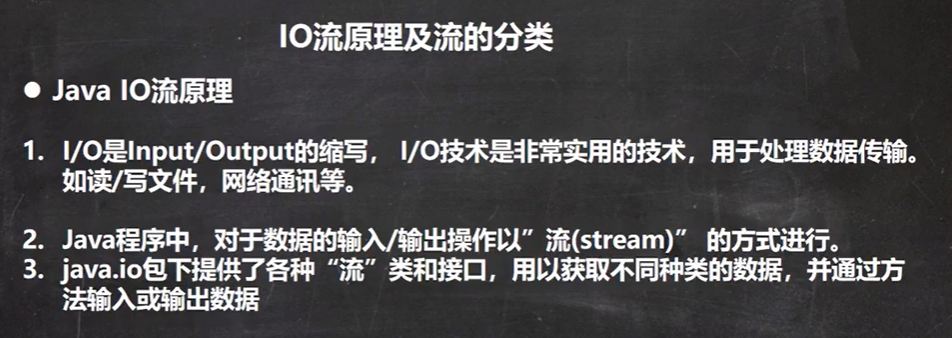 IO流原理及流的分类
● Java IO流原理
1. I/O是Input/Output的缩写， I/O技术是非常实用的技术，用于处理数据传输。
如读/写文件，网络通讯等。
2. Java程序中，对于数据的输入/输出操作以”流(stream)” 的方式进行。
3. java.io包下提供了各种“流”类和接口，用以获取不同种类的数据，并通过方
法输入或输出数据